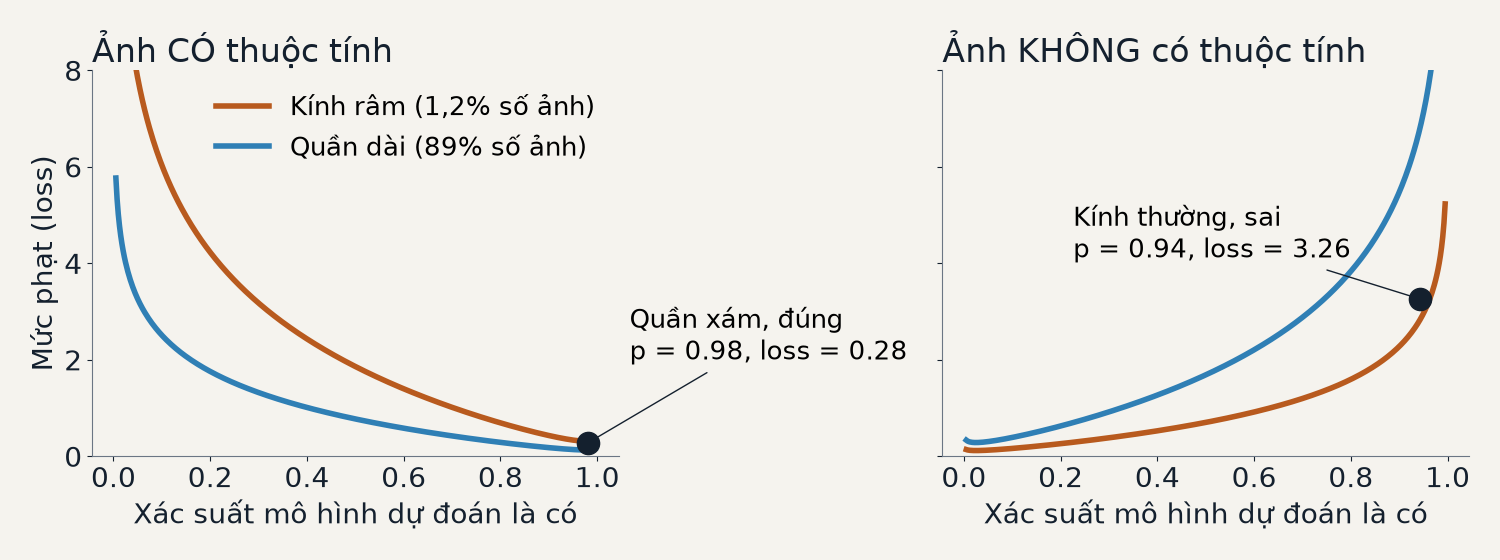 Ảnh CÓ thuộc tính
8
6
4
2
0
Mức phạt (loss)
Kính râm (1,2% số ảnh)
Quần dài (89% số ảnh)
Quần xám, đúng
p = 0.98, loss = 0.28
0.0 0.2 0.4 0.6 0.8 1.0
Xác suất mô hình dự đoán là có
Ảnh KHÔNG có thuộc tính
Kính thường, sai
p = 0.94, loss = 3.26
0.0 0.2 0.4 0.6 0.8 1.0
Xác suất mô hình dự đoán là có